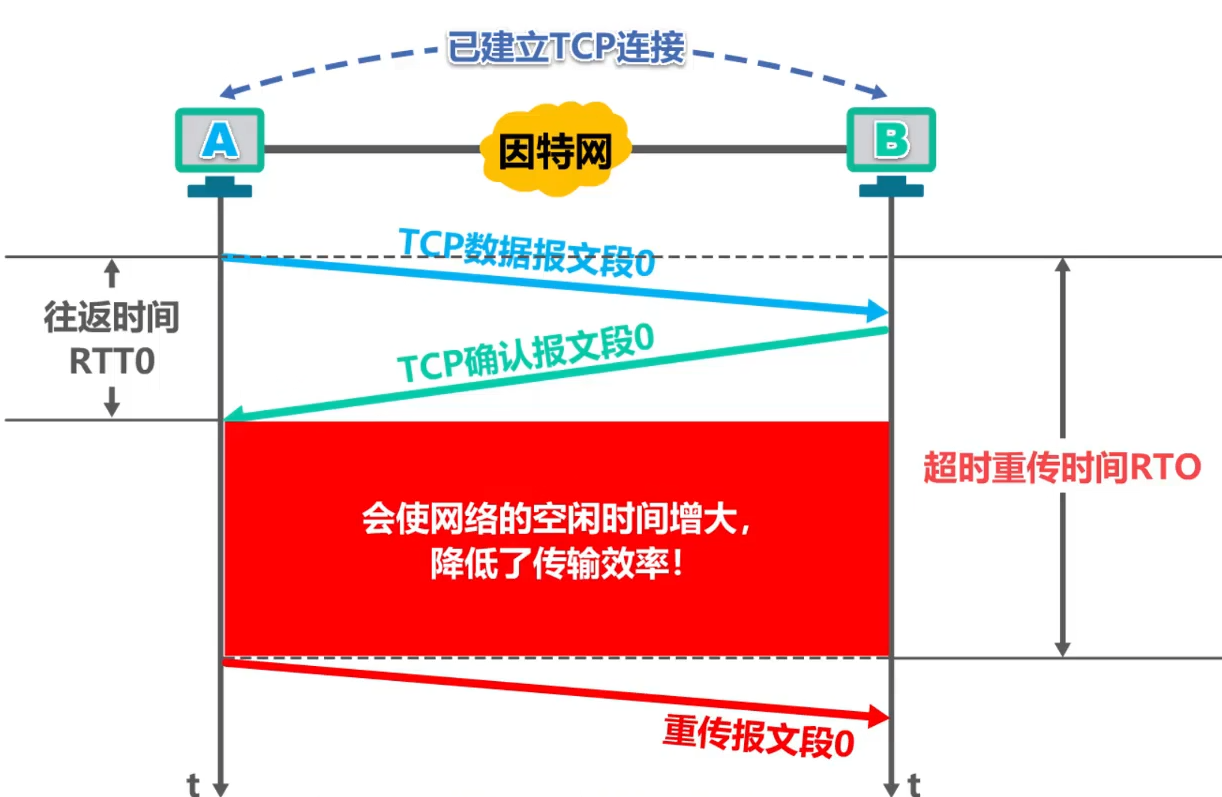 已建立TCP连接
A
因特网
B
TCP数据报文段0
往返时间
RTT0
TCP确认报文段0
超时重传时间RTO
会使网络的空闲时间增大，
降低了传输效率！
重传报文段0
t
t